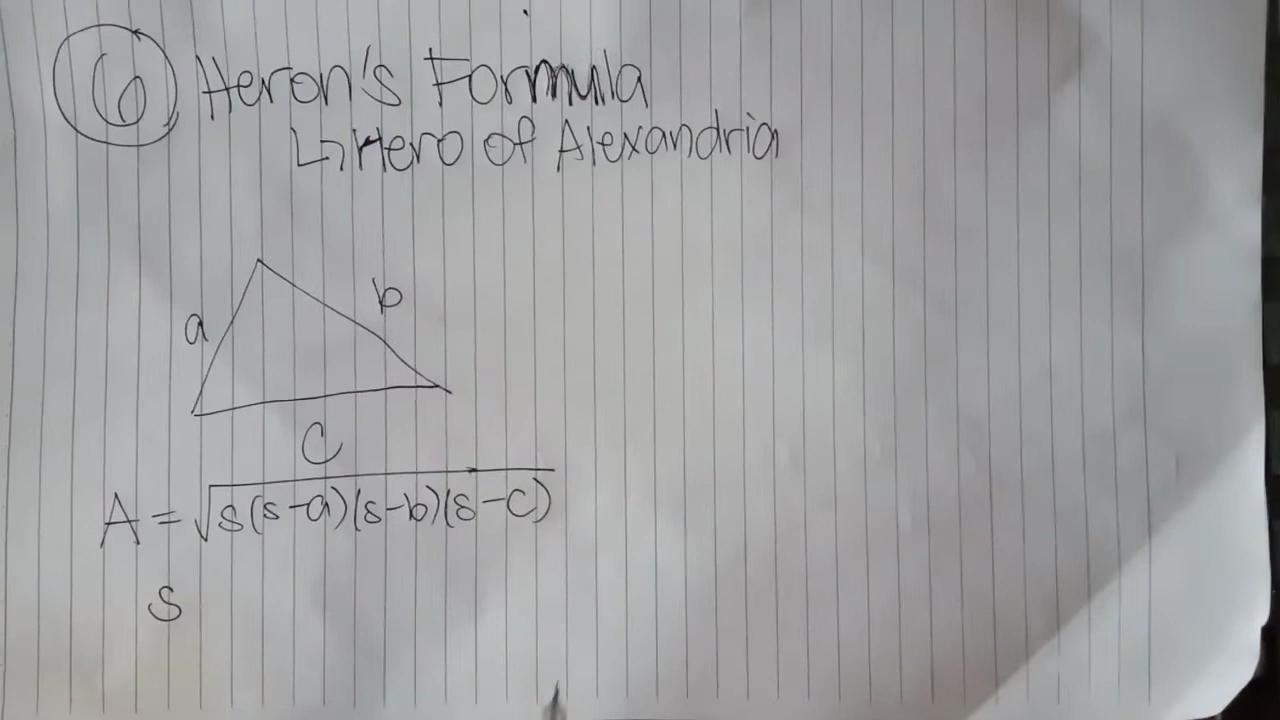 6 Heron's Formula
↳ Hero of Alexandria
a
b
C
A = √s(s-a)(s-b)(s-c)
s